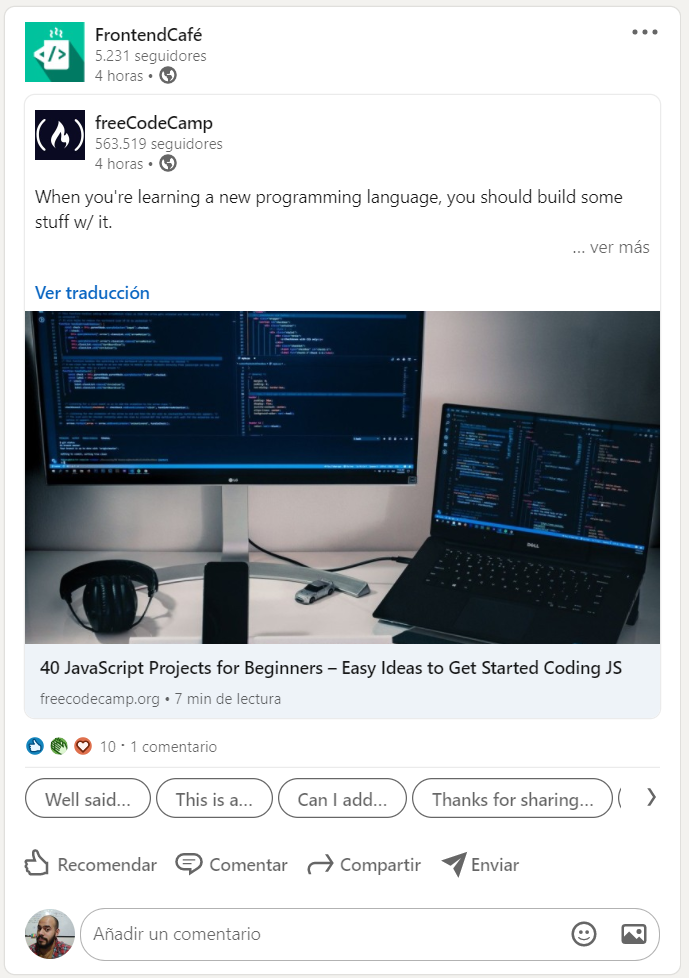 FrontendCafé
5.231 seguidores
4 horas •
freeCodeCamp
563.519 seguidores
4 horas •
When you're learning a new programming language, you should build some
stuff w/ it.
... ver más
Ver traducción
LG
DELL
40 JavaScript Projects for Beginners – Easy Ideas to Get Started Coding JS
freecodecamp.org • 7 min de lectura
10 · 1 comentario
Well said... This is a... Can I add... Thanks for sharing...
Recomendar Comentar Compartir Enviar
Añadir un comentario